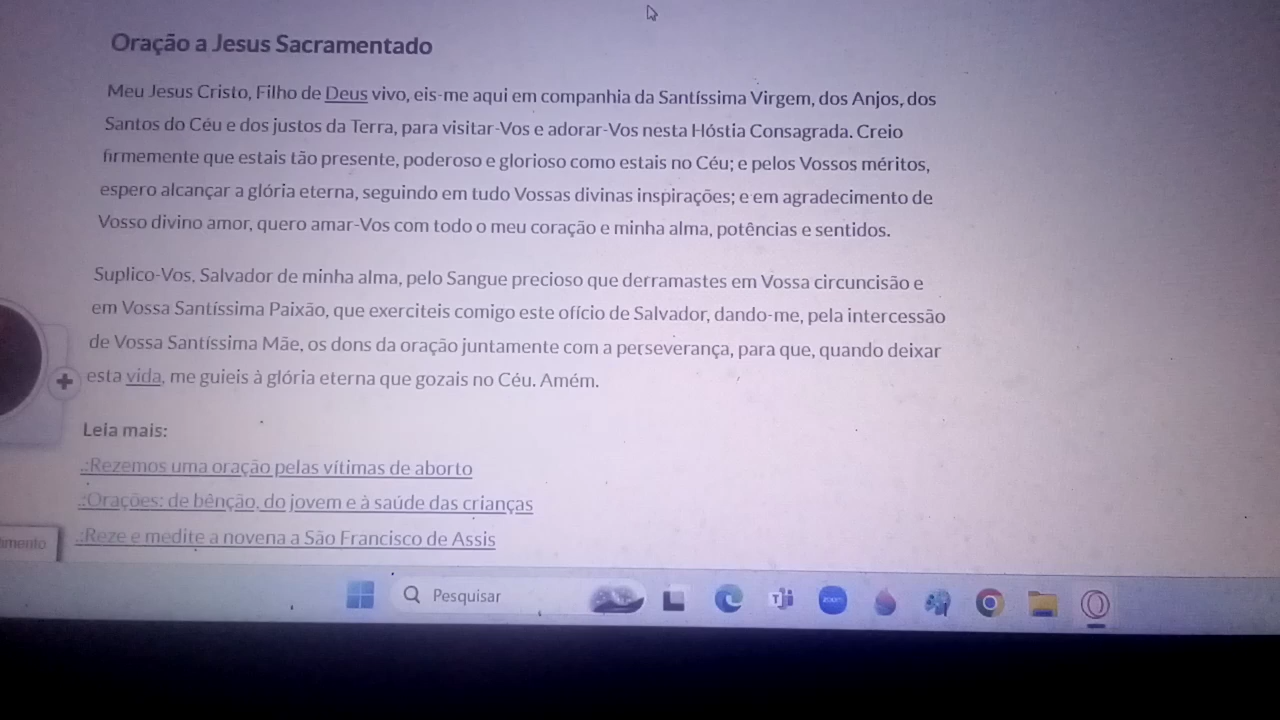 Oração a Jesus Sacramentado
Meu Jesus Cristo, Filho de Deus vivo, eis-me aqui em companhia da Santíssima Virgem, dos Anjos, dos
Santos do Céu e dos justos da Terra, para visitar-Vos e adorar-Vos nesta Hóstia Consagrada. Creio
firmemente que estais tão presente, poderoso e glorioso como estais no Céu; e pelos Vossos méritos,
espero alcançar a glória eterna, seguindo em tudo Vossas divinas inspirações; e em agradecimento de
Vosso divino amor, quero amar-Vos com todo o meu coração e minha alma, potências e sentidos.
Suplico-Vos, Salvador de minha alma, pelo Sangue precioso que derramastes em Vossa circuncisão e
em Vossa Santíssima Paixão, que exerciteis comigo este ofício de Salvador, dando-me, pela intercessão
de Vossa Santíssima Mãe, os dons da oração juntamente com a perseverança, para que, quando deixar
esta vida, me guieis à glória eterna que gozais no Céu. Amém.
Leia mais:
.:Rezemos uma oração pelas vítimas de aborto
.:Orações: de bênção, do jovem e à saúde das crianças
.:Reze e medite a novena a São Francisco de Assis
Pesquisar
zoom